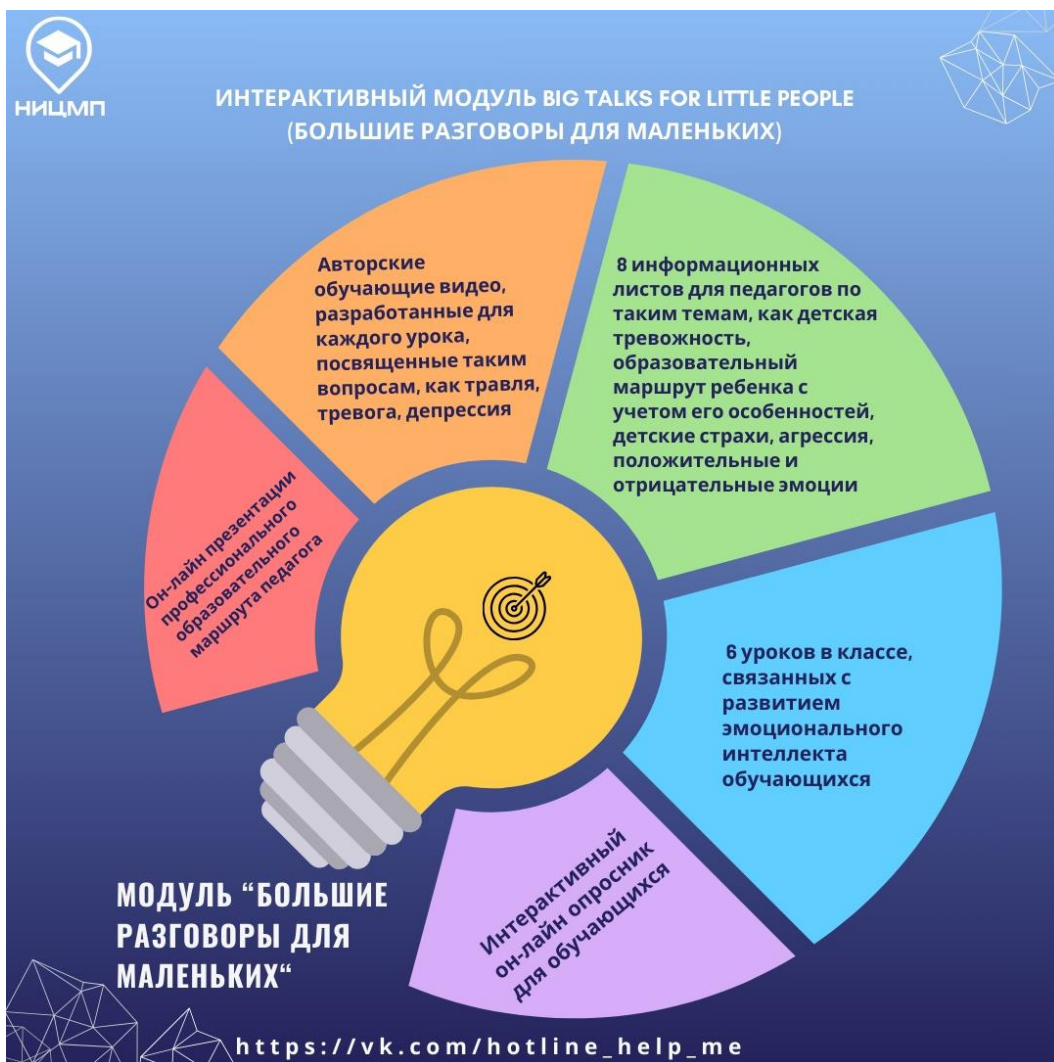 НИЦМП
ИНТЕРАКТИВНЫЙ МОДУЛЬ BIG TALKS FOR LITTLE PEOPLE
(БОЛЬШИЕ РАЗГОВОРЫ ДЛЯ МАЛЕНЬКИХ)
Он-лайн презентации
профессионального
образовательного
маршрута педагога
Авторские
обучающие видео,
разработанные для
каждого урока,
посвященные таким
вопросам, как травля,
тревога, депрессия
8 информационных
листов для педагогов по
таким темам, как детская
тревожность,
образовательный
маршрут ребенка с
учетом его особенностей,
детские страхи, агрессия,
положительные и
отрицательные эмоции
6 уроков в классе,
связанных с
развитием
эмоционального
интеллекта
обучающихся
Интерактивный
он-лайн опросник
для обучающихся
МОДУЛЬ “БОЛЬШИЕ
РАЗГОВОРЫ ДЛЯ
МАЛЕНЬКИХ“
https://vk.com/hotline_help_me